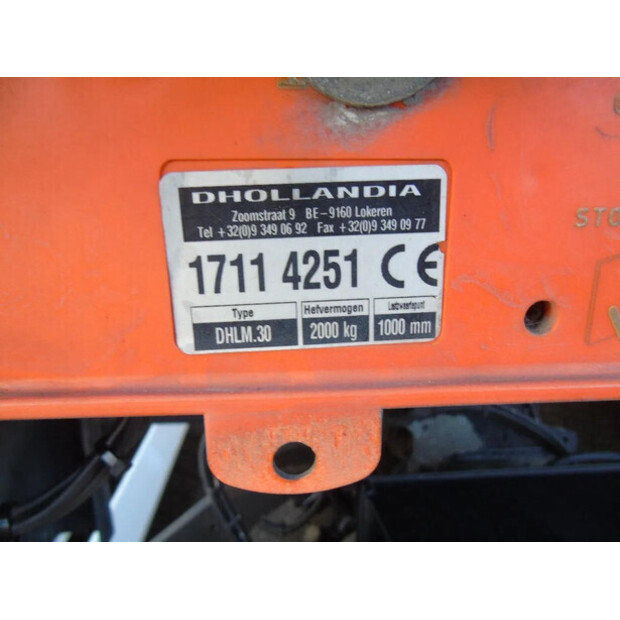 DHOLLANDIA
Zoomstraat 9 BE-9160 Lokeren
Tel +32(0)9 349 06 92 Fax +32(0)9 349 09 77
1711 4251 CE
Type Hefvermogen Lastzwaartepunt
DHLM.30 2000 kg 1000 mm